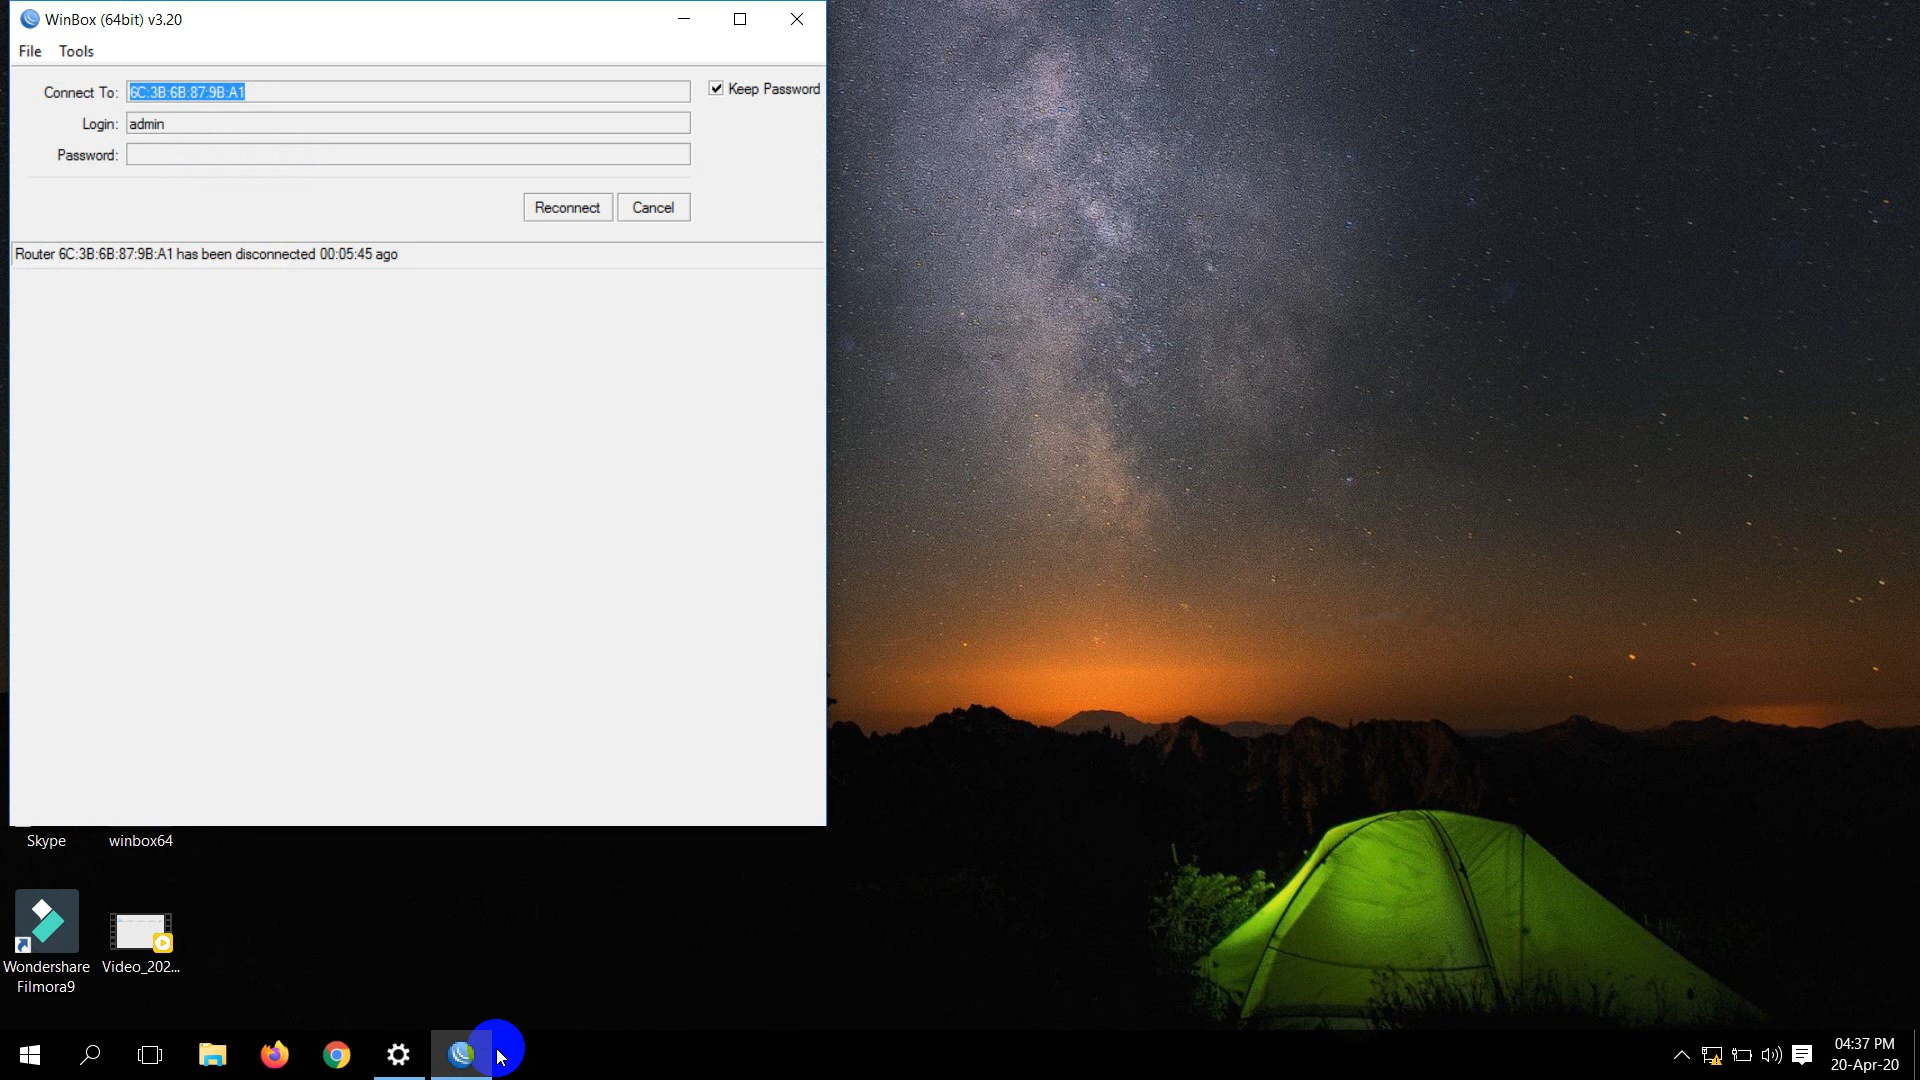 WinBox (64bit) v3.20
File Tools
Connect To: 6C:3B:6B:87:9B:A1
Keep Password
Login: admin
Password:
Reconnect Cancel
Router 6C:3B:6B:87:9B:A1 has been disconnected 00:05:45 ago
Skype
winbox64
Wondershare
Filmora9
Video_202...
04:37 PM
20-Apr-20